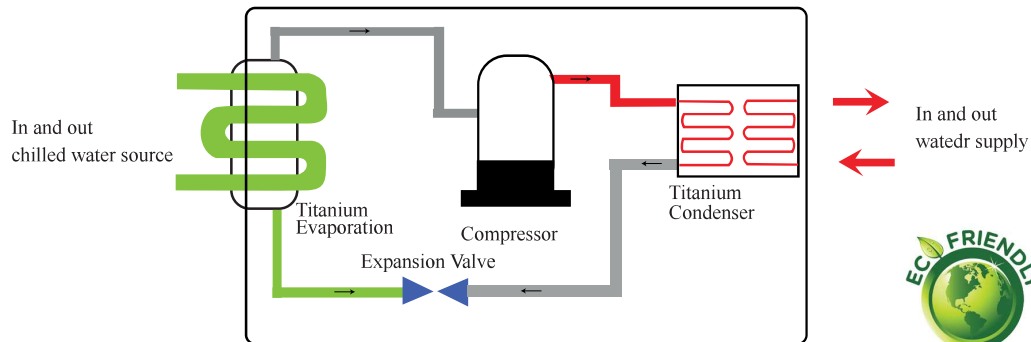 In and out
chilled water source
Titanium
Evaporation
Compressor
Expansion Valve
Titanium
Condenser
In and out
watedr supply
ECO FRIENDLY